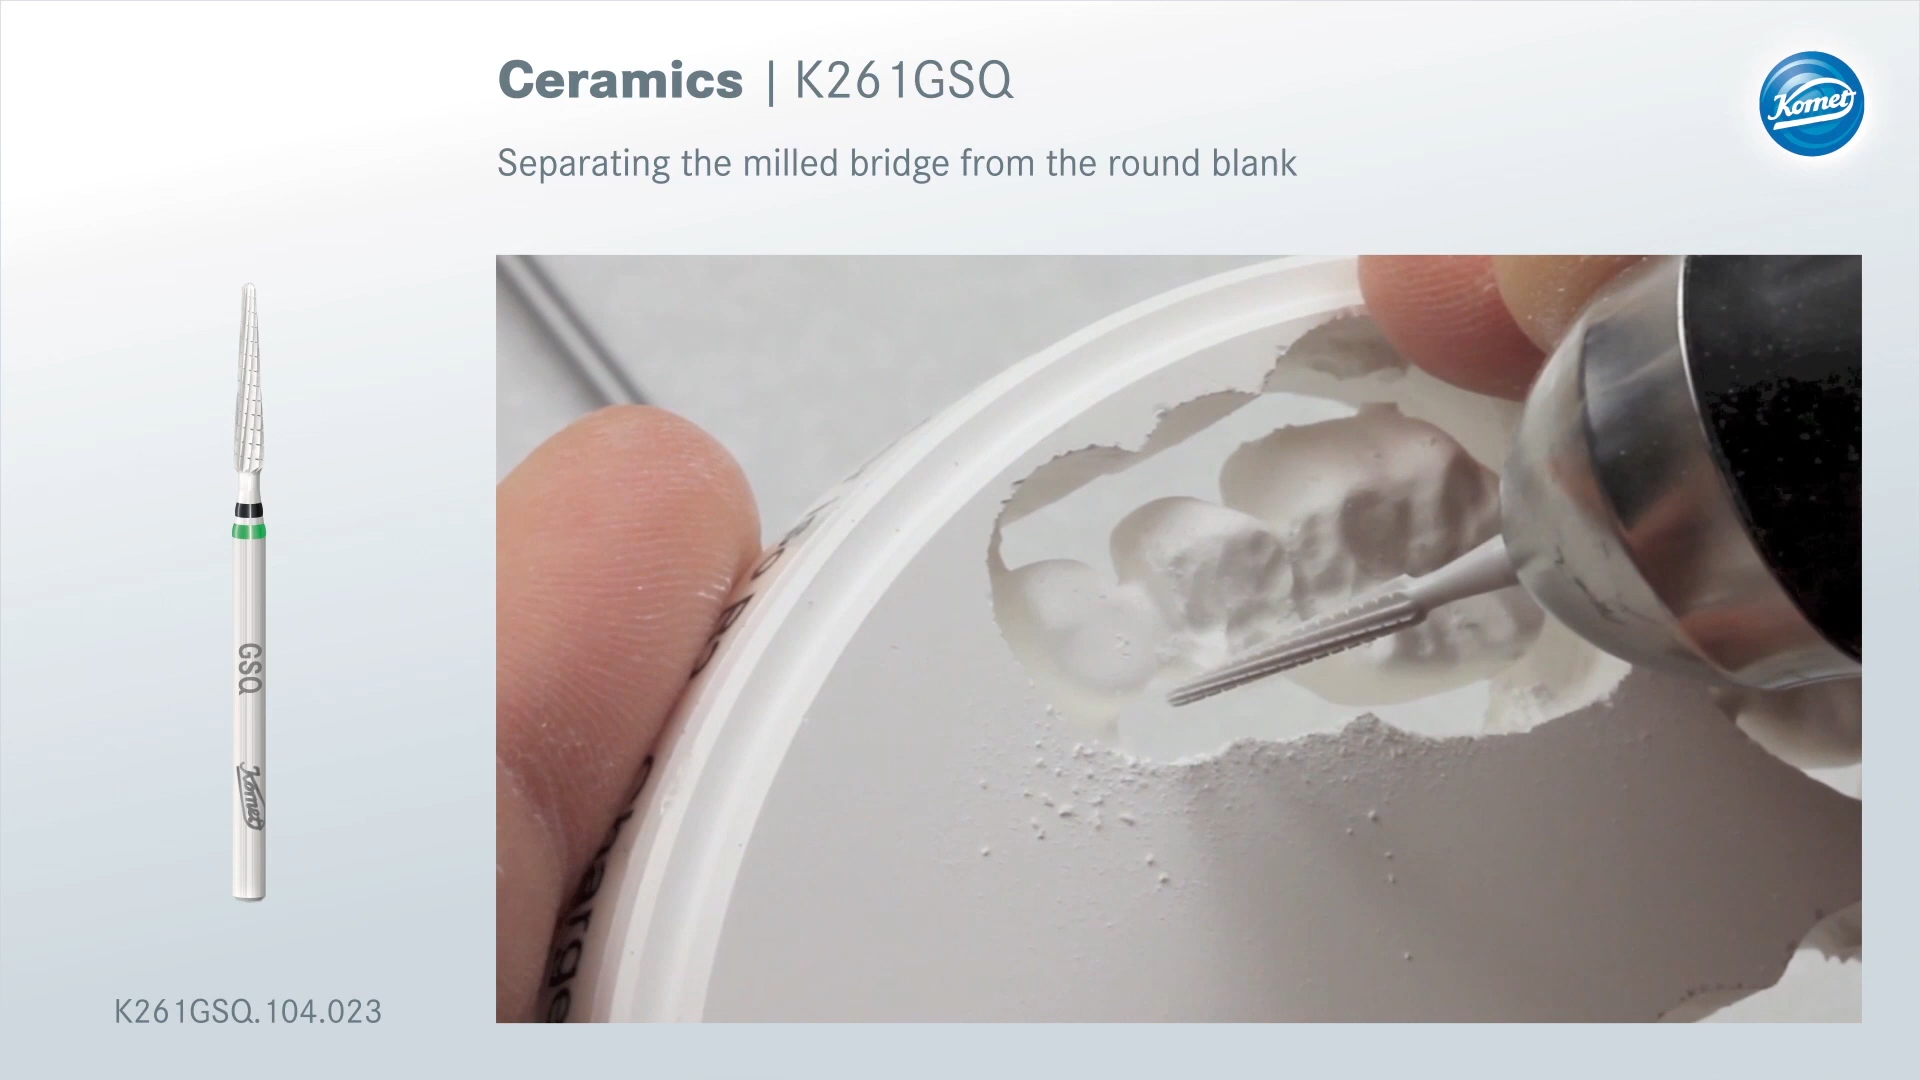 Ceramics | K261GSQ
Komet
Separating the milled bridge from the round blank
GSQ
Komet
K261GSQ.104.023